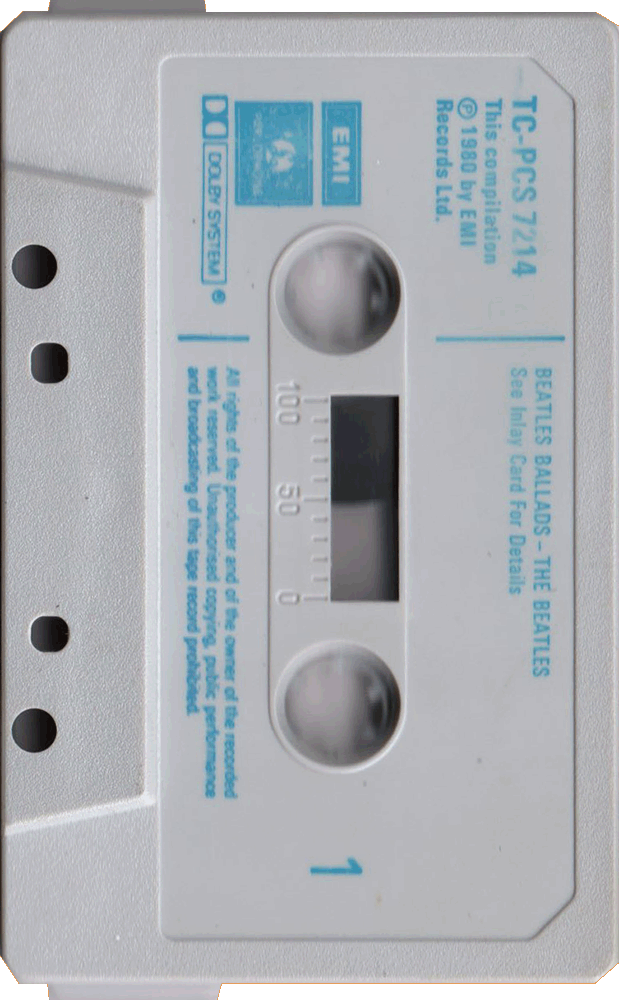 TC-PCS 7214
This compilation
℗ 1980 by EMI
Records Ltd.
BEATLES BALLADS – THE BEATLES
See Inlay Card For Details
EMI
DOLBY SYSTEM ®
100 50 0
1
All rights of the producer and of the owner of the recorded
work reserved. Unauthorised copying, public performance
and broadcasting of this tape record prohibited.